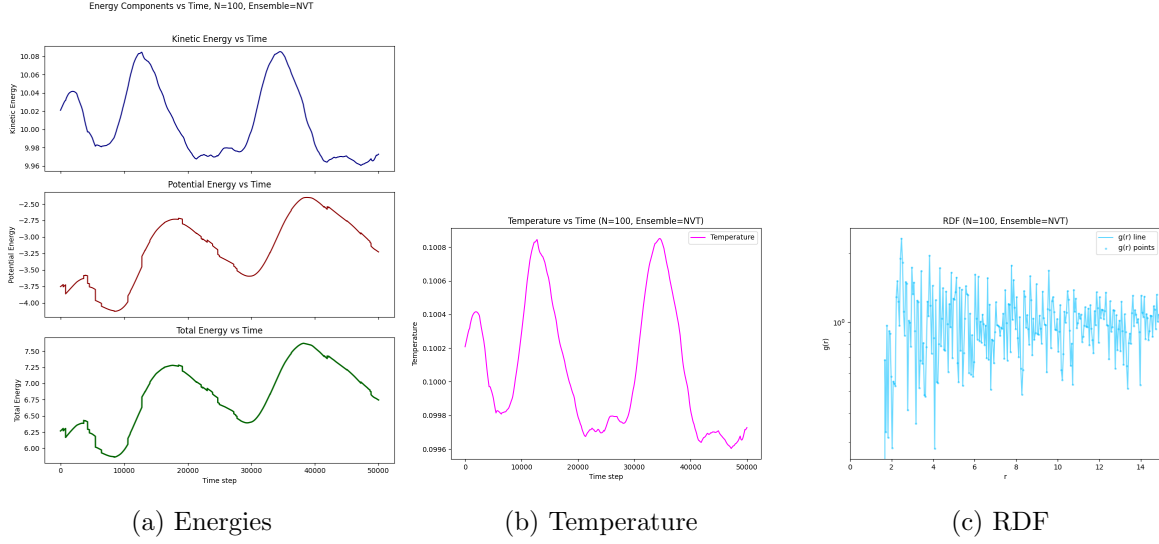 Energy Components vs Time, N=100, Ensemble=NVT
Kinetic Energy vs Time
Kinetic Energy
10.08
10.06
10.04
10.02
10.00
9.98
9.96
Potential Energy vs Time
Potential Energy
−2.50
−2.75
−3.00
−3.25
−3.50
−3.75
−4.00
Total Energy vs Time
Total Energy
7.50
7.25
7.00
6.75
6.50
6.25
6.00
0 10000 20000 30000 40000 50000
Time step
(a) Energies
Temperature vs Time (N=100, Ensemble=NVT)
Temperature
Temperature
0.1008
0.1006
0.1004
0.1002
0.1000
0.0998
0.0996
0 10000 20000 30000 40000 50000
Time step
(b) Temperature
RDF (N=100, Ensemble=NVT)
g(r) line
g(r) points
g(r)
10⁰
0 2 4 6 8 10 12 14
r
(c) RDF